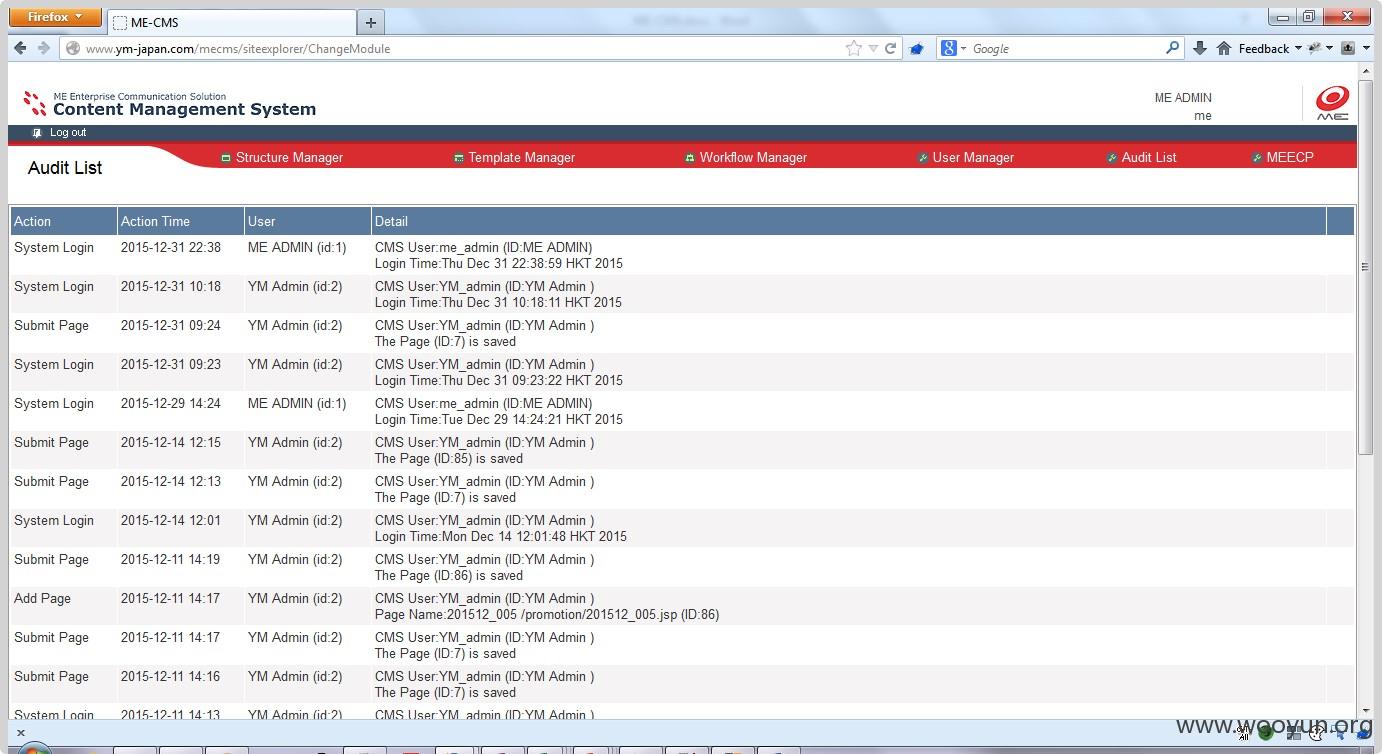 Firefox
ME-CMS
www.ym-japan.com/mecms/siteexplorer/ChangeModule
Google
Feedback
ME Enterprise Communication Solution
Content Management System
ME ADMIN
me
ME
Log out
Audit List
Structure Manager
Template Manager
Workflow Manager
User Manager
Audit List
MEECP
Action Action Time User Detail
System Login 2015-12-31 22:38 ME ADMIN (id:1) CMS User:me_admin (ID:ME ADMIN)
Login Time:Thu Dec 31 22:38:59 HKT 2015
System Login 2015-12-31 10:18 YM Admin (id:2) CMS User:YM_admin (ID:YM Admin )
Login Time:Thu Dec 31 10:18:11 HKT 2015
Submit Page 2015-12-31 09:24 YM Admin (id:2) CMS User:YM_admin (ID:YM Admin )
The Page (ID:7) is saved
System Login 2015-12-31 09:23 YM Admin (id:2) CMS User:YM_admin (ID:YM Admin )
Login Time:Thu Dec 31 09:23:22 HKT 2015
System Login 2015-12-29 14:24 ME ADMIN (id:1) CMS User:me_admin (ID:ME ADMIN)
Login Time:Tue Dec 29 14:24:21 HKT 2015
Submit Page 2015-12-14 12:15 YM Admin (id:2) CMS User:YM_admin (ID:YM Admin )
The Page (ID:85) is saved
Submit Page 2015-12-14 12:13 YM Admin (id:2) CMS User:YM_admin (ID:YM Admin )
The Page (ID:7) is saved
System Login 2015-12-14 12:01 YM Admin (id:2) CMS User:YM_admin (ID:YM Admin )
Login Time:Mon Dec 14 12:01:48 HKT 2015
Submit Page 2015-12-11 14:19 YM Admin (id:2) CMS User:YM_admin (ID:YM Admin )
The Page (ID:86) is saved
Add Page 2015-12-11 14:17 YM Admin (id:2) CMS User:YM_admin (ID:YM Admin )
Page Name:201512_005 /promotion/201512_005.jsp (ID:86)
Submit Page 2015-12-11 14:17 YM Admin (id:2) CMS User:YM_admin (ID:YM Admin )
The Page (ID:7) is saved
Submit Page 2015-12-11 14:16 YM Admin (id:2) CMS User:YM_admin (ID:YM Admin )
The Page (ID:7) is saved
System Login 2015-12-11 14:13 YM Admin (id:2) CMS User:YM_admin (ID:YM Admin )
www.wooyun.org